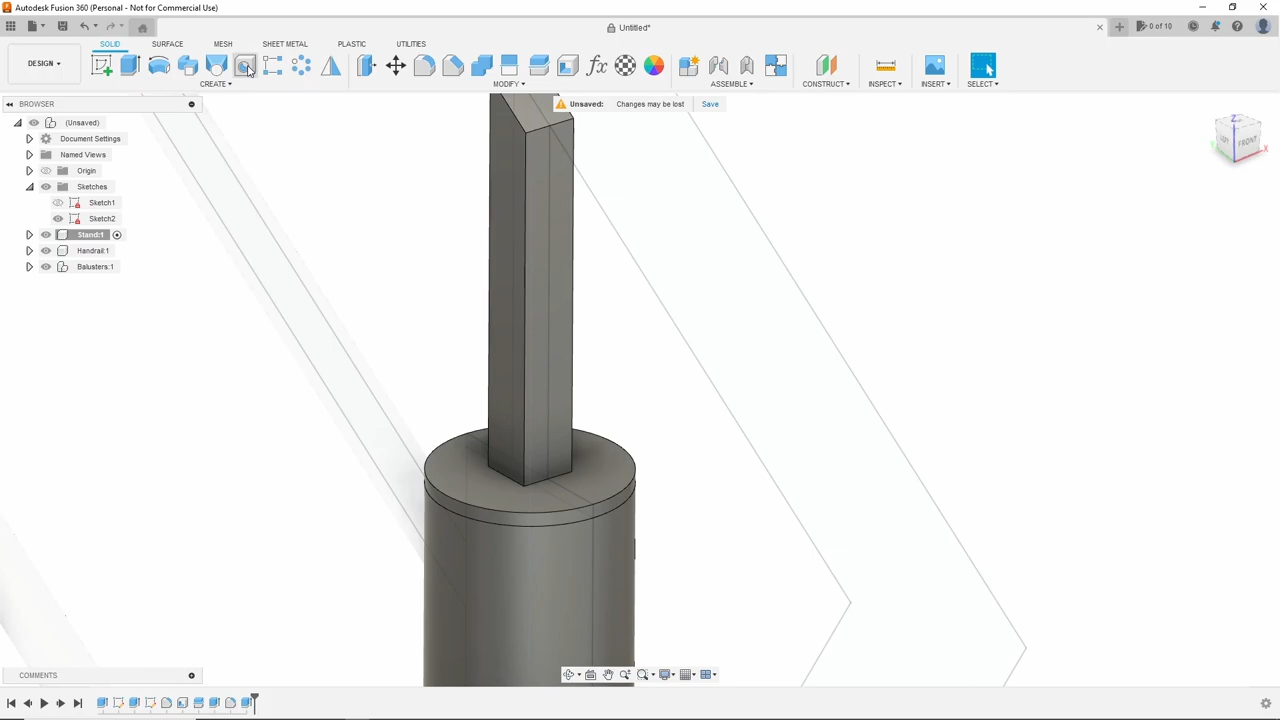 Autodesk Fusion 360 (Personal - Not for Commercial Use)
Untitled*
0 of 10
DESIGN
SOLID SURFACE MESH SHEET METAL PLASTIC UTILITIES
CREATE MODIFY ASSEMBLE CONSTRUCT INSPECT INSERT SELECT
BROWSER
Unsaved: Changes may be lost Save
(Unsaved)
Document Settings
Named Views
Origin
Sketches
Sketch1
Sketch2
Stand:1
Handrail:1
Balusters:1
Z
FRONT
X
COMMENTS